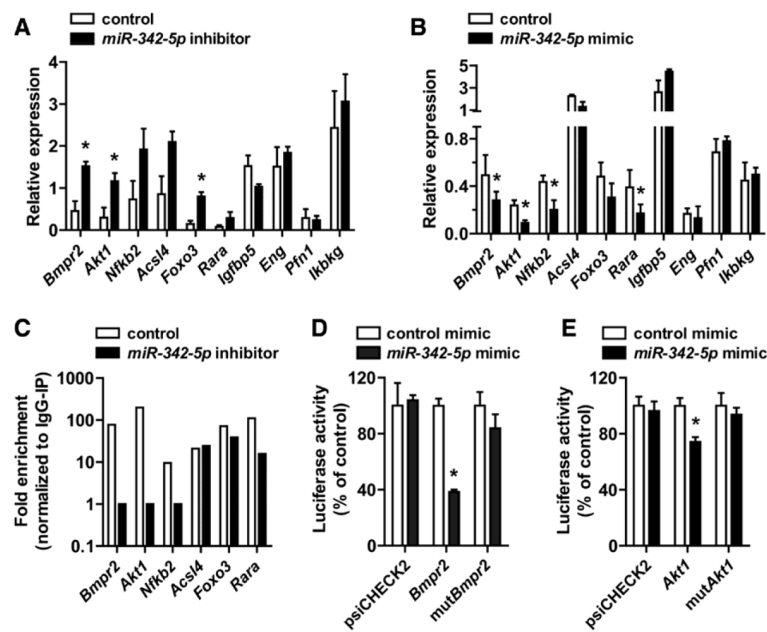 A
control
miR-342-5p inhibitor
Relative expression
4
3
2
1
0
*
*
*
Bmpr2
Akt1
Nfkb2
Acsl4
Foxo3
Rara
Igfbp5
Eng
Pfn1
Ikbkg
B
control
miR-342-5p mimic
Relative expression
5
3
1
0.8
0.4
0.0
*
*
*
*
Bmpr2
Akt1
Nfkb2
Acsl4
Foxo3
Rara
Igfbp5
Eng
Pfn1
Ikbkg
C
control
miR-342-5p inhibitor
Fold enrichment
(normalized to IgG-IP)
1000
100
10
1
0.1
Bmpr2
Akt1
Nfkb2
Acsl4
Foxo3
Rara
D
control mimic
miR-342-5p mimic
Luciferase activity
(% of control)
120
80
40
0
*
psiCHECK2
Bmpr2
mutBmpr2
E
control mimic
miR-342-5p mimic
Luciferase activity
(% of control)
120
80
40
0
*
psiCHECK2
Akt1
mutAkt1